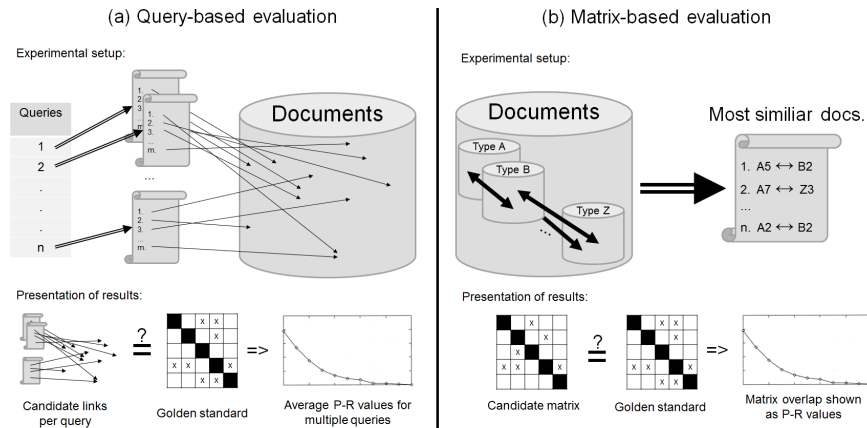 (a) Query-based evaluation
Experimental setup:
Queries
1
2
.
.
.
n
1.
2.
3.
...
m.
1.
2.
3.
...
m.
...
1.
2.
3.
...
m.
Documents
Presentation of results:
?
=
x x
x
x
x x
x x
=>
Candidate links
per query
Golden standard
Average P-R values for
multiple queries
(b) Matrix-based evaluation
Experimental setup:
Documents
Type A
Type B
Type Z
...
Most similiar docs.
1. A5 ↔ B2
2. A7 ↔ Z3
...
n. A2 ↔ B2
Presentation of results:
x
x
x
x x
?
=
x x
x
x
x x
x x
=>
Candidate matrix
Golden standard
Matrix overlap shown
as P-R values